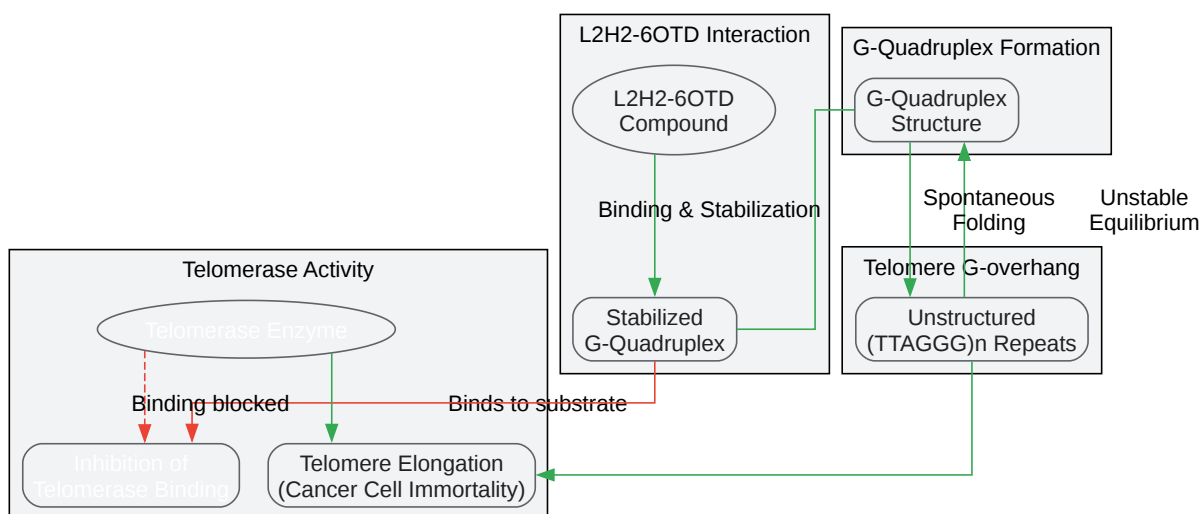 L2H2-6OTD Interaction
G-Quadruplex Formation
L2H2-6OTD
Compound
G-Quadruplex
Structure
Binding & Stabilization
Spontaneous
Folding
Unstable
Equilibrium
Telomerase Activity
Telomere G-overhang
Telomerase Enzyme
Stabilized
G-Quadruplex
Unstructured
(TTAGGG)n Repeats
Binding blocked
Binds to substrate
Inhibition of
Telomerase Binding
Telomere Elongation
(Cancer Cell Immortality)